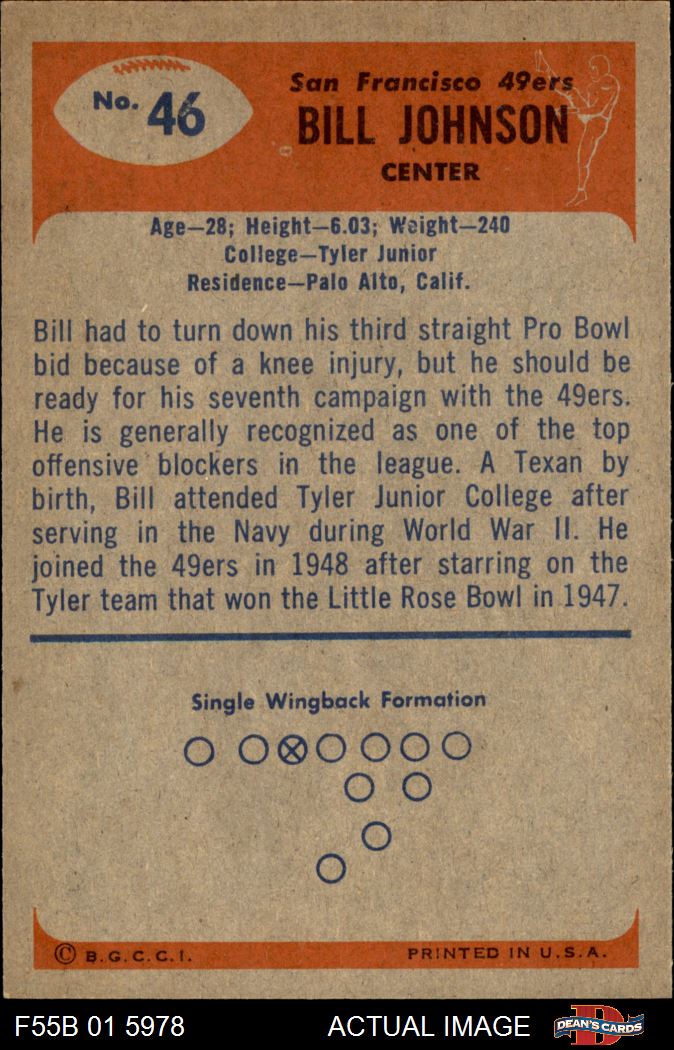 No. 46
San Francisco 49ers
BILL JOHNSON
CENTER
Age—28; Height—6.03; Weight—240
College—Tyler Junior
Residence—Palo Alto, Calif.
Bill had to turn down his third straight Pro Bowl
bid because of a knee injury, but he should be
ready for his seventh campaign with the 49ers.
He is generally recognized as one of the top
offensive blockers in the league. A Texan by
birth, Bill attended Tyler Junior College after
serving in the Navy during World War II. He
joined the 49ers in 1948 after starring on the
Tyler team that won the Little Rose Bowl in 1947.
Single Wingback Formation
© B.G.C.C.I. PRINTED IN U.S.A.
F55B 01 5978 ACTUAL IMAGE DEAN'S CARDS